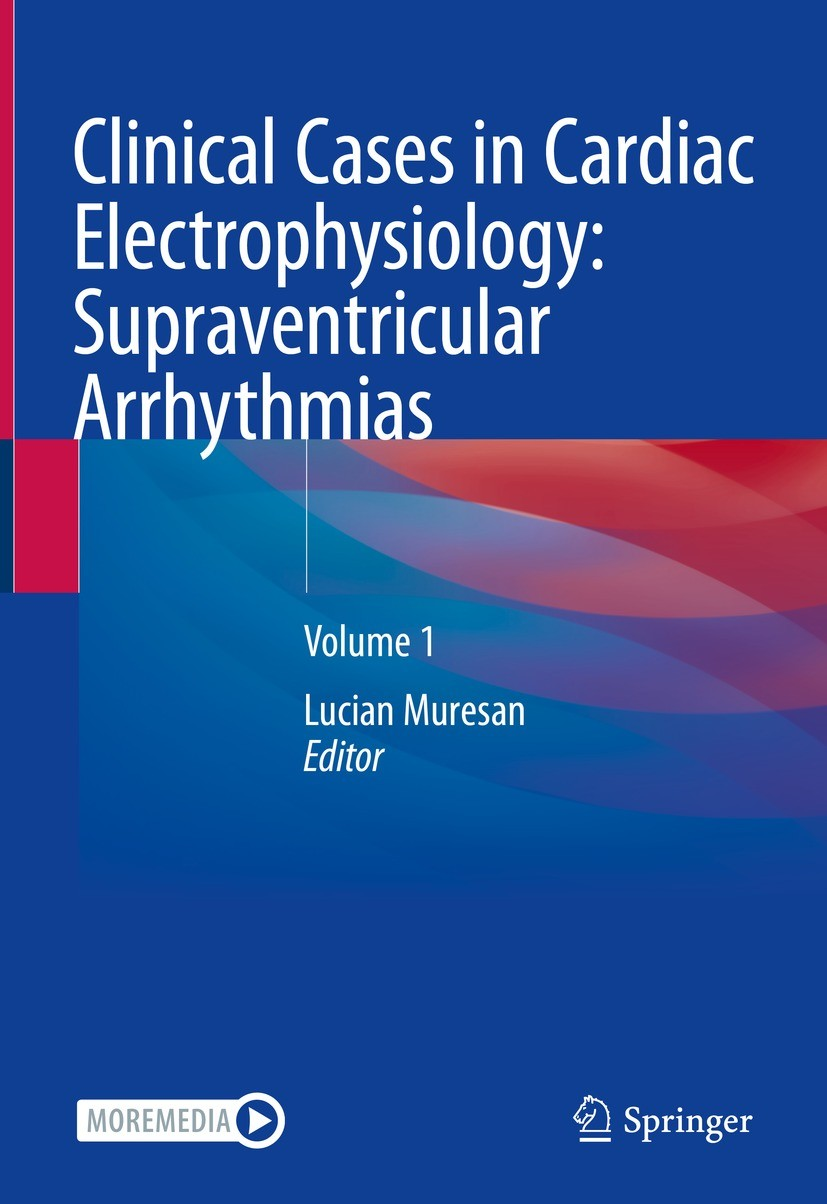 Clinical Cases in Cardiac
Electrophysiology:
Supraventricular
Arrhythmias
Volume 1
Lucian Muresan
Editor
MOREMEDIA
Springer